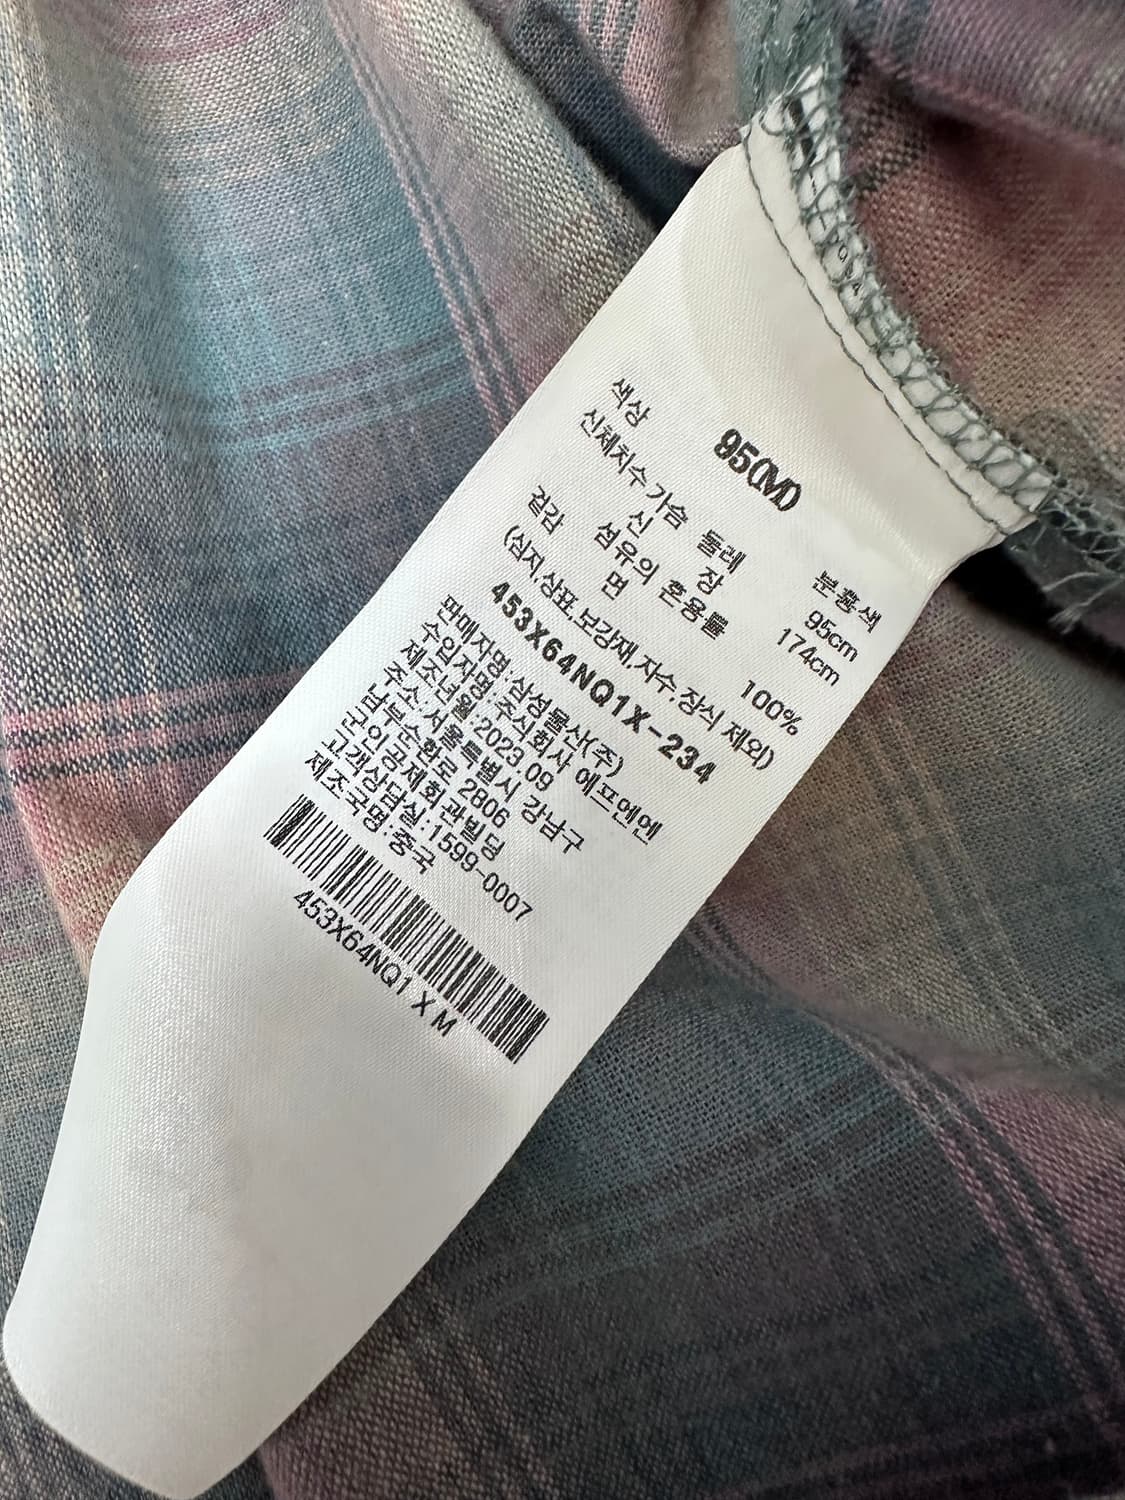 95(M)
색상 분홍색
신체치수 가슴 둘레 95cm
신 장 174cm
섬유의 혼용률
겉감 면 100%
(심지,상표,보강재,자수,장식 제외)
453X64NQ1X-234
판매자명:삼성물산(주)
수입자명:주식회사 에프엔엔
제조년월:2023.09
주소:서울특별시 강남구
남부순환로 2806
군인공제회관빌딩
고객상담실:1599-0007
제조국명:중국
453X64NQ1 X M